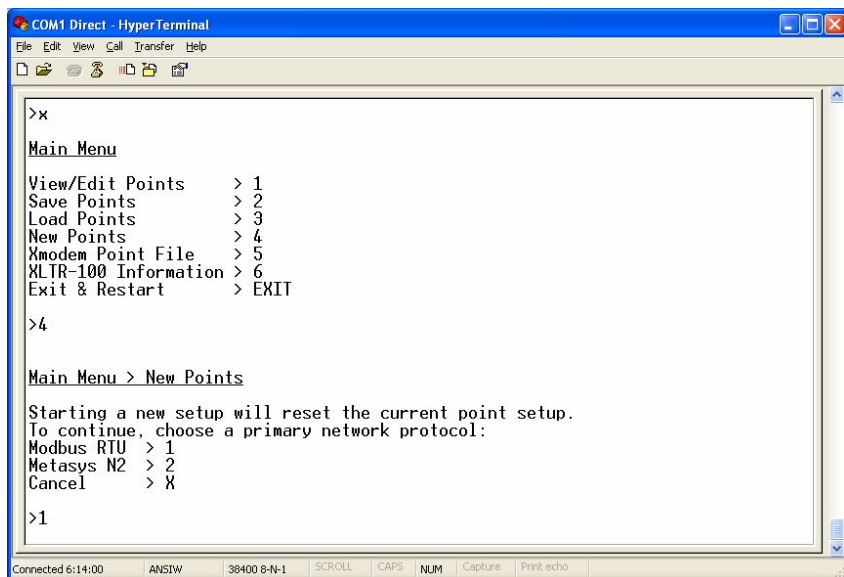 COM1 Direct - HyperTerminal
File Edit View Call Transfer Help
>x
Main Menu
View/Edit Points > 1
Save Points > 2
Load Points > 3
New Points > 4
Xmodem Point File > 5
XLTR-100 Information > 6
Exit & Restart > EXIT
>4
Main Menu > New Points
Starting a new setup will reset the current point setup.
To continue, choose a primary network protocol:
Modbus RTU > 1
Metasys N2 > 2
Cancel > X
>1
Connected 6:14:00 ANSIW 38400 8-N-1 SCROLL CAPS NUM Capture Print echo